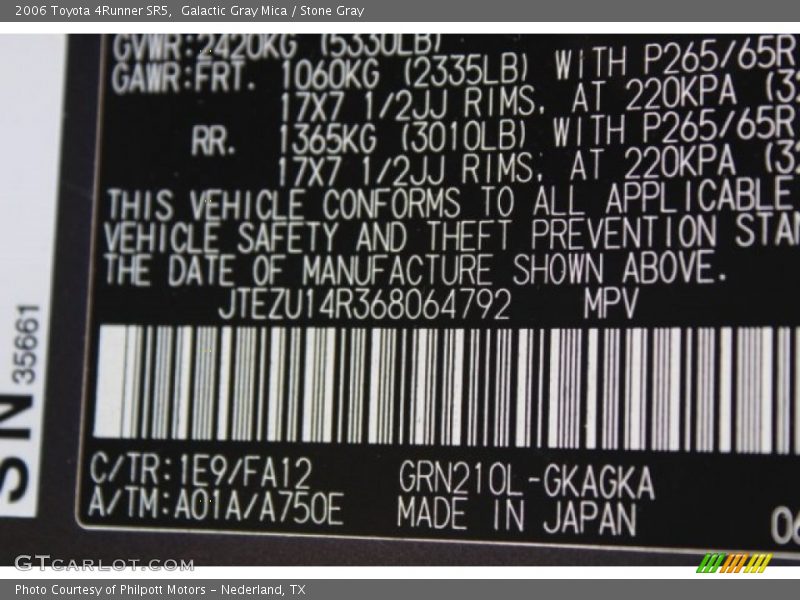 2006 Toyota 4Runner SR5,  Galactic Gray Mica / Stone Gray
GVWR:2420KG (5330LB)
GAWR:FRT. 1060KG (2335LB) WITH P265/65R
17X7 1/2JJ RIMS, AT 220KPA (32
RR. 1365KG (3010LB) WITH P265/65R
17X7 1/2JJ RIMS, AT 220KPA (32
THIS VEHICLE CONFORMS TO ALL APPLICABLE
VEHICLE SAFETY AND THEFT PREVENTION STAN
THE DATE OF MANUFACTURE SHOWN ABOVE.
JTEZU14R368064792 MPV
C/TR:1E9/FA12 GRN210L-GKAGKA
A/TM:A01A/A750E MADE IN JAPAN
06
SN 35661
GTCARLOT.COM
Photo Courtesy of Philpott Motors - Nederland, TX